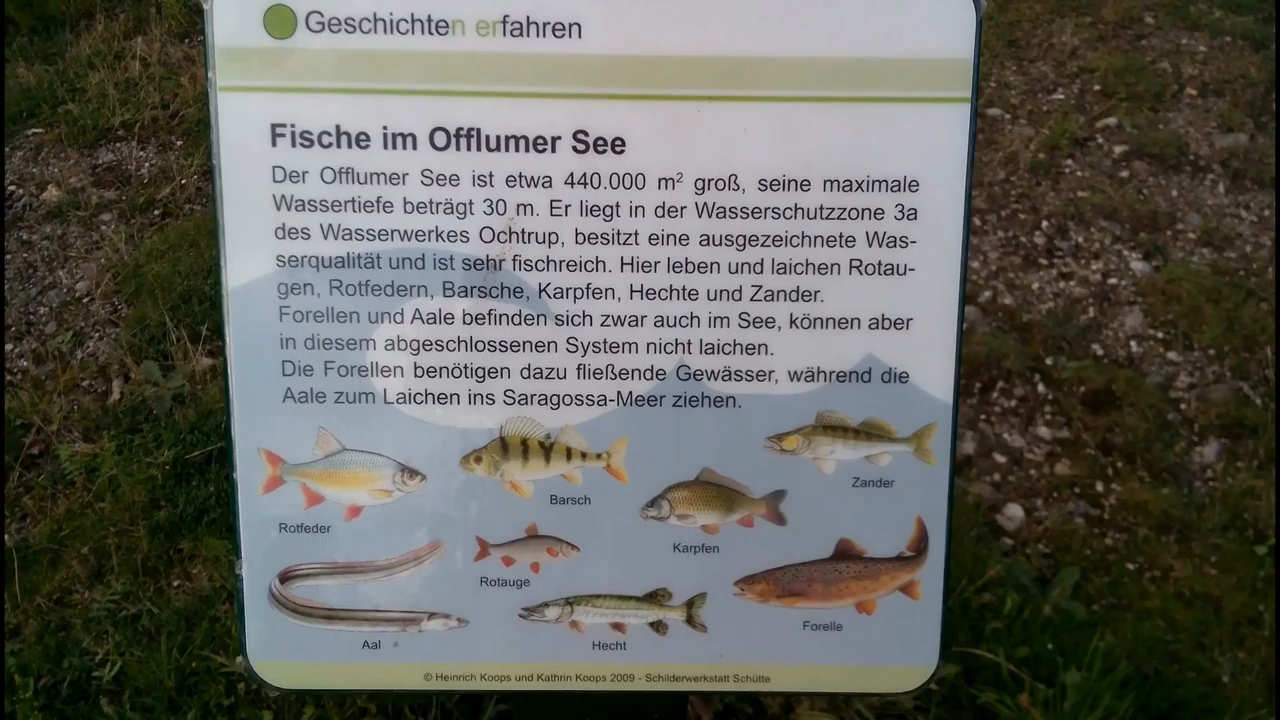 Geschichten erfahren
Fische im Offlumer See
Der Offlumer See ist etwa 440.000 m² groß, seine maximale
Wassertiefe beträgt 30 m. Er liegt in der Wasserschutzzone 3a
des Wasserwerkes Ochtrup, besitzt eine ausgezeichnete Was-
serqualität und ist sehr fischreich. Hier leben und laichen Rotau-
gen, Rotfedern, Barsche, Karpfen, Hechte und Zander.
Forellen und Aale befinden sich zwar auch im See, können aber
in diesem abgeschlossenen System nicht laichen.
Die Forellen benötigen dazu fließende Gewässer, während die
Aale zum Laichen ins Saragossa-Meer ziehen.
Rotfeder
Barsch
Zander
Karpfen
Rotauge
Aal
Hecht
Forelle
© Heinrich Koops und Kathrin Koops 2009 - Schilderwerkstatt Schütte